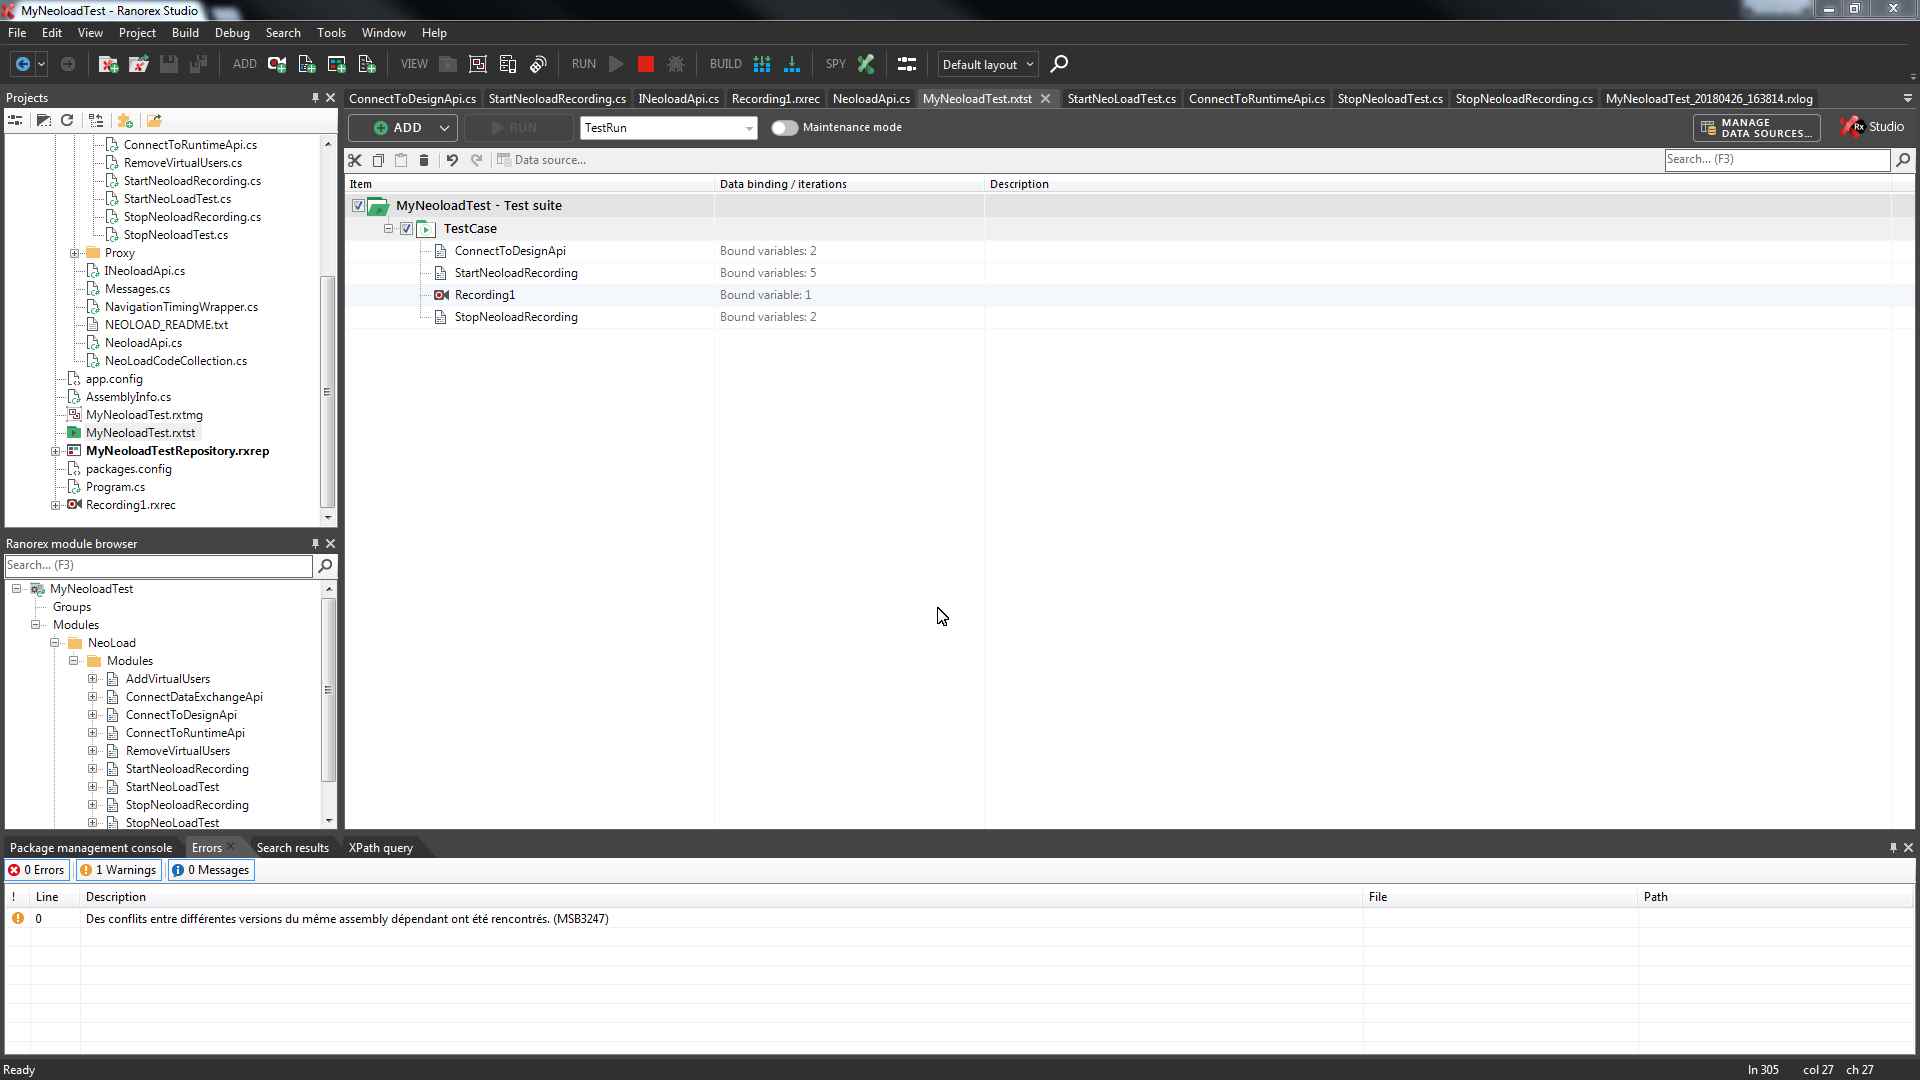 MyNeoloadTest - Ranorex Studio
File Edit View Project Build Debug Search Tools Window Help
ADD VIEW RUN BUILD SPY Default layout
Projects
ConnectToRuntimeApi.cs
RemoveVirtualUsers.cs
StartNeoloadRecording.cs
StartNeoLoadTest.cs
StopNeoloadRecording.cs
StopNeoloadTest.cs
Proxy
INeoloadApi.cs
Messages.cs
NavigationTimingWrapper.cs
NEOLOAD_README.txt
NeoloadApi.cs
NeoLoadCodeCollection.cs
app.config
AssemblyInfo.cs
MyNeoloadTest.rxtmg
MyNeoloadTest.rxtst
MyNeoloadTestRepository.rxrep
packages.config
Program.cs
Recording1.rxrec
Ranorex module browser
Search... (F3)
MyNeoloadTest
Groups
Modules
NeoLoad
Modules
AddVirtualUsers
ConnectDataExchangeApi
ConnectToDesignApi
ConnectToRuntimeApi
RemoveVirtualUsers
StartNeoloadRecording
StartNeoLoadTest
StopNeoloadRecording
StopNeoLoadTest
ConnectToDesignApi.cs StartNeoloadRecording.cs INeoloadApi.cs Recording1.rxrec NeoloadApi.cs MyNeoloadTest.rxtst StartNeoLoadTest.cs ConnectToRuntimeApi.cs StopNeoloadTest.cs StopNeoloadRecording.cs MyNeoloadTest_20180426_163814.rxlog
ADD RUN TestRun Maintenance mode MANAGE DATA SOURCES... Rx Studio
Data source... Search... (F3)
Item Data binding / iterations Description
MyNeoloadTest - Test suite
TestCase
ConnectToDesignApi Bound variables: 2
StartNeoloadRecording Bound variables: 5
Recording1 Bound variable: 1
StopNeoloadRecording Bound variables: 2
Package management console Errors Search results XPath query
0 Errors 1 Warnings 0 Messages
! Line Description File Path
0 Des conflits entre différentes versions du même assembly dépendant ont été rencontrés. (MSB3247)
Ready ln 305 col 27 ch 27